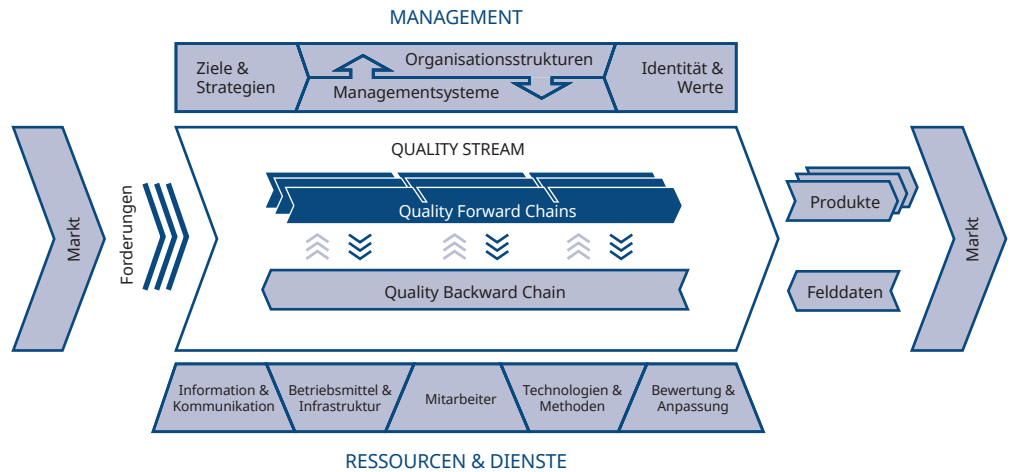 MANAGEMENT
Ziele &
Strategien
Organisationsstrukturen
Managementsysteme
Identität &
Werte
Markt
Forderungen
QUALITY STREAM
Quality Forward Chains
Quality Backward Chain
Produkte
Felddaten
Markt
Information &
Kommunikation
Betriebsmittel &
Infrastruktur
Mitarbeiter
Technologien &
Methoden
Bewertung &
Anpassung
RESSOURCEN & DIENSTE